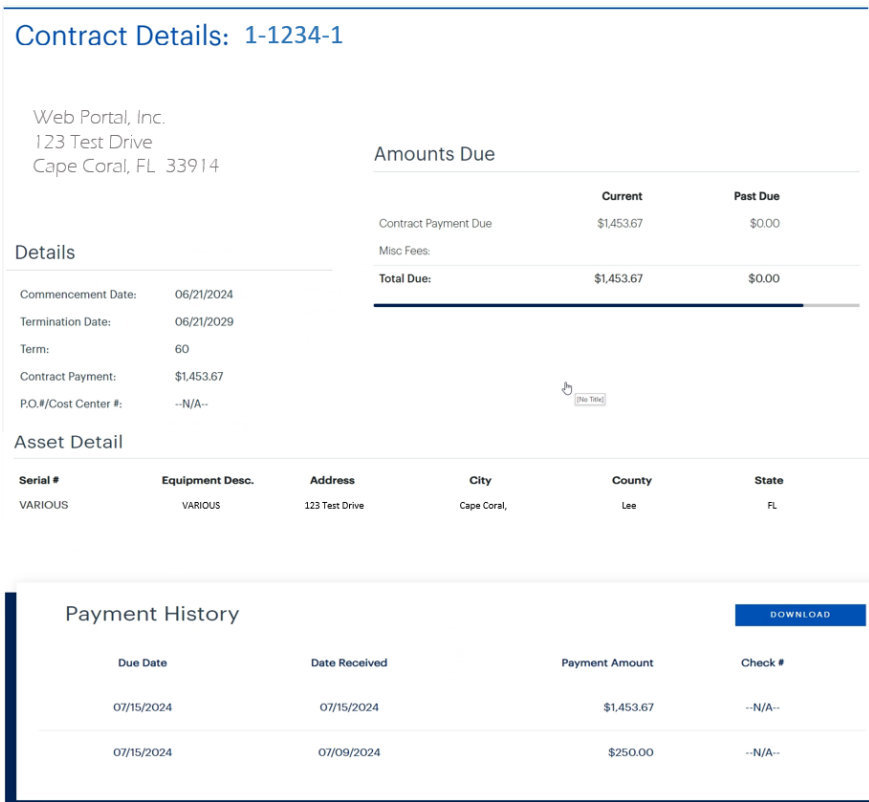 Contract Details: 1-1234-1
Web Portal, Inc.
123 Test Drive
Cape Coral, FL 33914
Amounts Due
Current Past Due
Contract Payment Due $1,453.67 $0.00
Misc Fees:
Total Due: $1,453.67 $0.00
Details
Commencement Date: 06/21/2024
Termination Date: 06/21/2029
Term: 60
Contract Payment: $1,453.67
P.O.#/Cost Center #: --N/A--
[No Title]
Asset Detail
Serial # Equipment Desc. Address City County State
VARIOUS VARIOUS 123 Test Drive Cape Coral, Lee FL
Payment History
DOWNLOAD
Due Date Date Received Payment Amount Check #
07/15/2024 07/15/2024 $1,453.67 --N/A--
07/15/2024 07/09/2024 $250.00 --N/A--